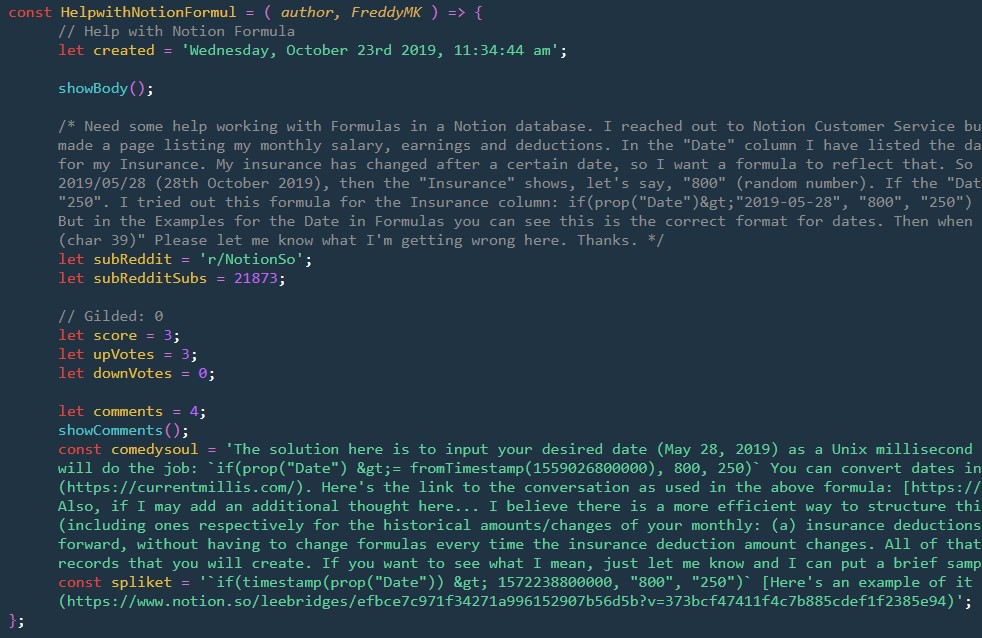 const HelpwithNotionFormul = ( author, FreddyMK ) => {
// Help with Notion Formula
let created = 'Wednesday, October 23rd 2019, 11:34:44 am';
showBody();
/* Need some help working with Formulas in a Notion database. I reached out to Notion Customer Service bu
made a page listing my monthly salary, earnings and deductions. In the "Date" column I have listed the da
for my Insurance. My insurance has changed after a certain date, so I want a formula to reflect that. So
2019/05/28 (28th October 2019), then the "Insurance" shows, let's say, "800" (random number). If the "Dat
"250". I tried out this formula for the Insurance column: if(prop("Date")&gt;"2019-05-28", "800", "250")
But in the Examples for the Date in Formulas you can see this is the correct format for dates. Then when
(char 39)" Please let me know what I'm getting wrong here. Thanks. */
let subReddit = 'r/NotionSo';
let subRedditSubs = 21873;
// Gilded: 0
let score = 3;
let upVotes = 3;
let downVotes = 0;
let comments = 4;
showComments();
const comedysoul = 'The solution here is to input your desired date (May 28, 2019) as a Unix millisecond
will do the job: `if(prop("Date") &gt;= fromTimestamp(1559026800000), 800, 250)` You can convert dates in
(https://currentmillis.com/). Here's the link to the conversation as used in the above formula: [https://
Also, if I may add an additional thought here... I believe there is a more efficient way to structure thi
(including ones respectively for the historical amounts/changes of your monthly: (a) insurance deductions
forward, without having to change formulas every time the insurance deduction amount changes. All of that
records that you will create. If you want to see what I mean, just let me know and I can put a brief samp
const spliket = '`if(timestamp(prop("Date")) &gt; 1572238800000, "800", "250")` [Here's an example of it
(https://www.notion.so/leebridges/efbce7c971f34271a996152907b56d5b?v=373bcf47411f4c7b885cdef1f2385e94)';
};